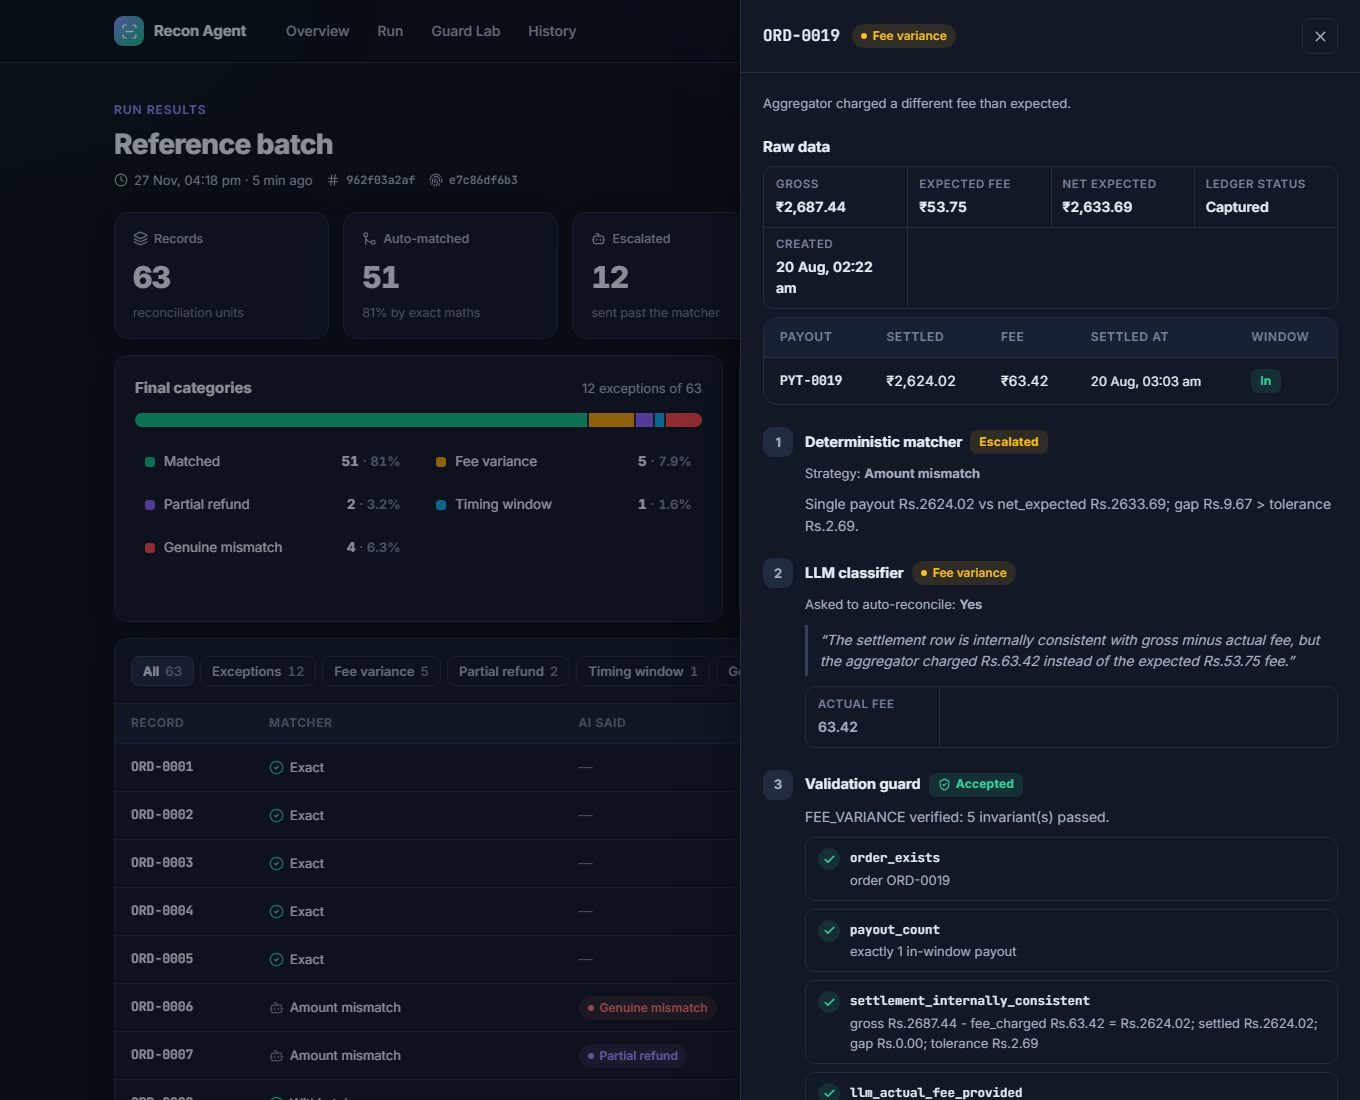 Recon Agent
Overview
Run
Guard Lab
History
RUN RESULTS
Reference batch
27 Nov, 04:18 pm · 5 min ago
962f03a2af
e7c86df6b3
Records
63
reconciliation units
Auto-matched
51
81% by exact maths
Escalated
12
sent past the matcher
Final categories
12 exceptions of 63
Matched 51 · 81%
Fee variance 5 · 7.9%
Partial refund 2 · 3.2%
Timing window 1 · 1.6%
Genuine mismatch 4 · 6.3%
All 63
Exceptions 12
Fee variance 5
Partial refund 2
Timing window 1
RECORD MATCHER AI SAID
ORD-0001 Exact —
ORD-0002 Exact —
ORD-0003 Exact —
ORD-0004 Exact —
ORD-0005 Exact —
ORD-0006 Amount mismatch Genuine mismatch
ORD-0007 Amount mismatch Partial refund
ORD-0019
Fee variance
Aggregator charged a different fee than expected.
Raw data
GROSS
₹2,687.44
EXPECTED FEE
₹53.75
NET EXPECTED
₹2,633.69
LEDGER STATUS
Captured
CREATED
20 Aug, 02:22
am
PAYOUT SETTLED FEE SETTLED AT WINDOW
PYT-0019 ₹2,624.02 ₹63.42 20 Aug, 03:03 am In
1 Deterministic matcher Escalated
Strategy: Amount mismatch
Single payout Rs.2624.02 vs net_expected Rs.2633.69; gap Rs.9.67 > tolerance
Rs.2.69.
2 LLM classifier Fee variance
Asked to auto-reconcile: Yes
“The settlement row is internally consistent with gross minus actual fee, but
the aggregator charged Rs.63.42 instead of the expected Rs.53.75 fee.”
ACTUAL FEE
63.42
3 Validation guard Accepted
FEE_VARIANCE verified: 5 invariant(s) passed.
order_exists
order ORD-0019
payout_count
exactly 1 in-window payout
settlement_internally_consistent
gross Rs.2687.44 - fee_charged Rs.63.42 = Rs.2624.02; settled Rs.2624.02;
gap Rs.0.00; tolerance Rs.2.69
llm_actual_fee_provided